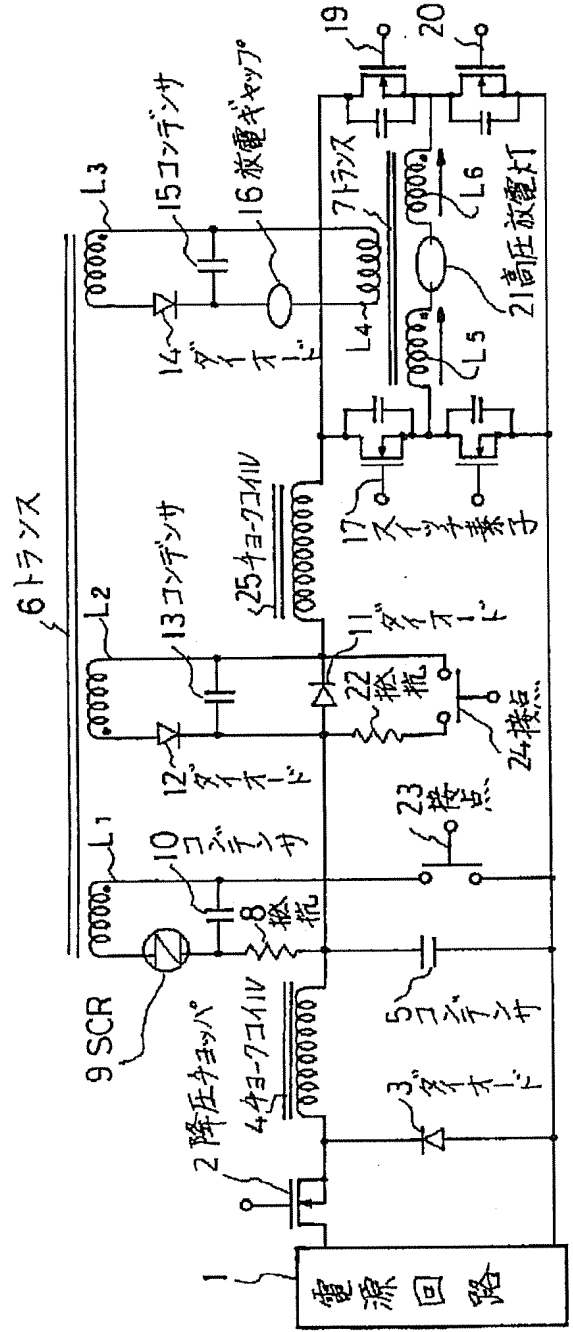 6 トランス
L1
L2
L3
9 SCR
10 コンデンサ
8 抵抗
12 ダイオード
13 コンデンサ
14 ダイオード
15 コンデンサ
16 放電ギャップ
7 トランス
L4
19
20
2 降圧チョッパ
4 チョークコイル
25 チョークコイル
11 ダイオード
22 抵抗
24 接点
23 接点
L5
L6
21 高圧放電灯
17 スイッチ素子
1
電源回路
3 ダイオード
5 コンデンサ